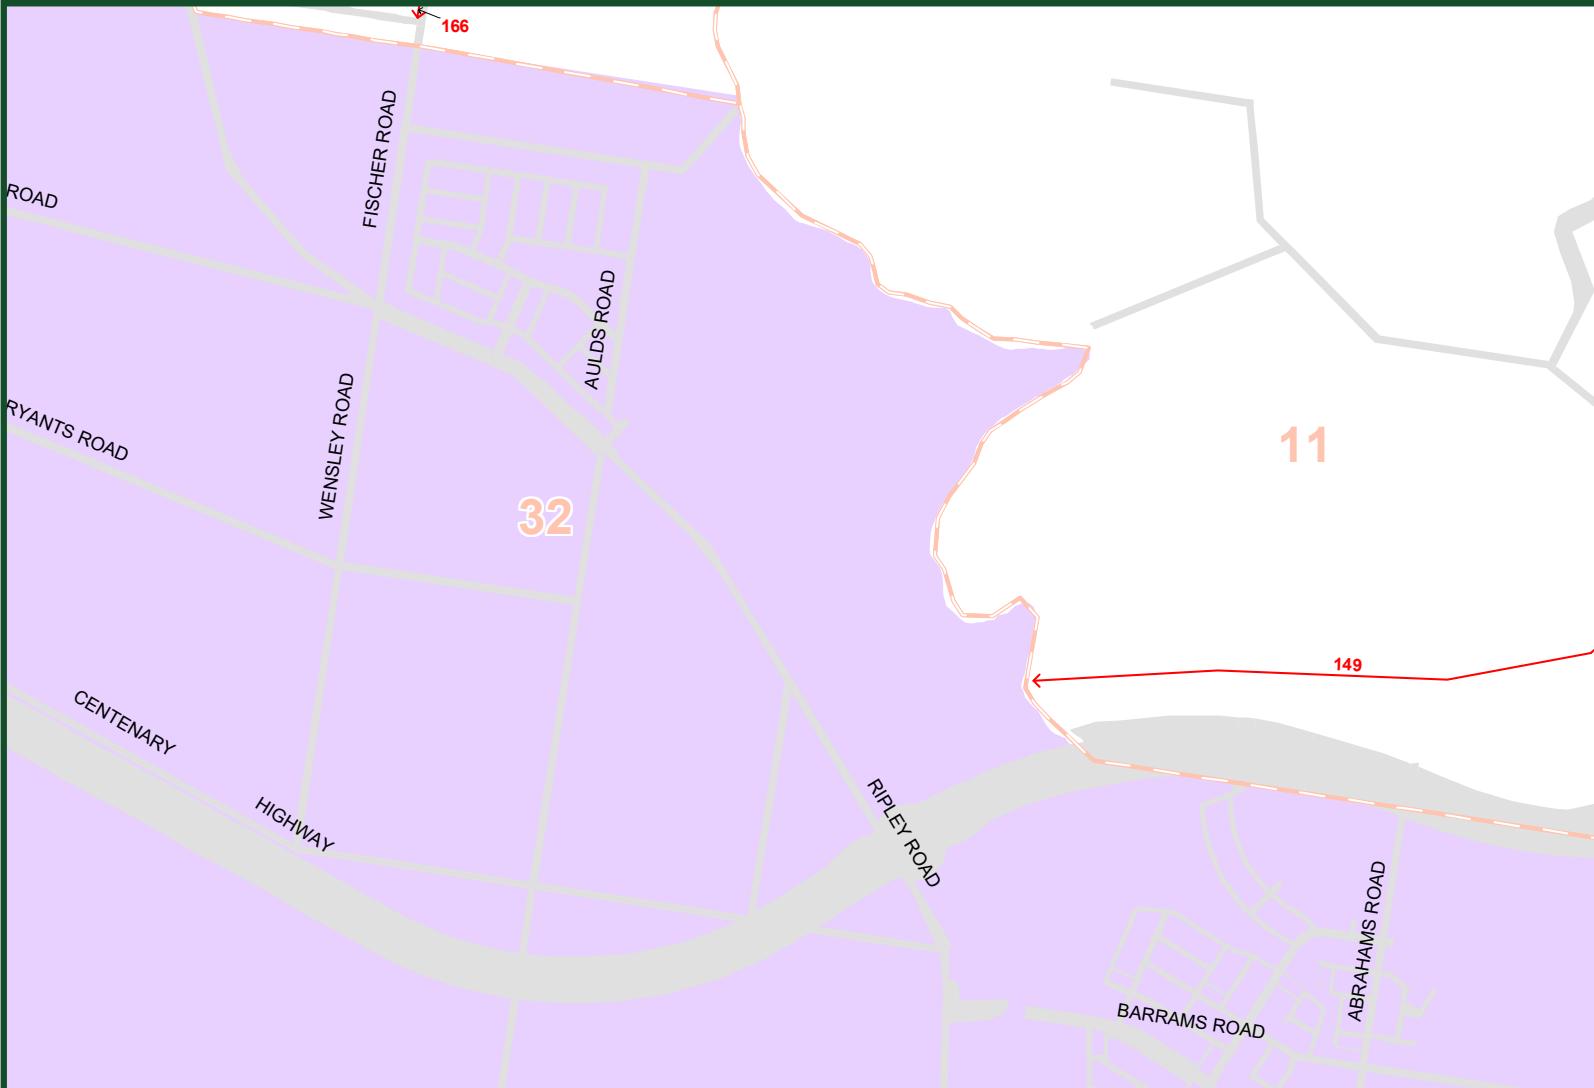 166
FISCHER ROAD
ROAD
AULDS ROAD
WENSLEY ROAD
RYANTS ROAD
11
32
149
CENTENARY
HIGHWAY
RIPLEY ROAD
ABRAHAMS ROAD
BARRAMS ROAD